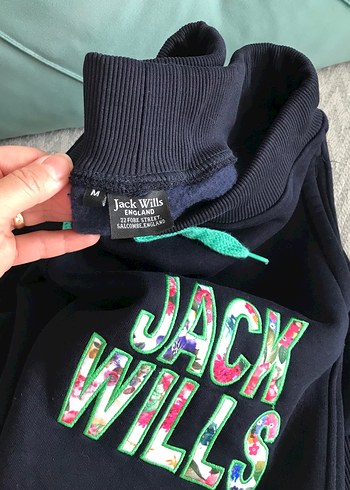 M
Jack Wills
ENGLAND
22 FORE STREET,
SALCOMBE, ENGLAND
JACK
WILLS